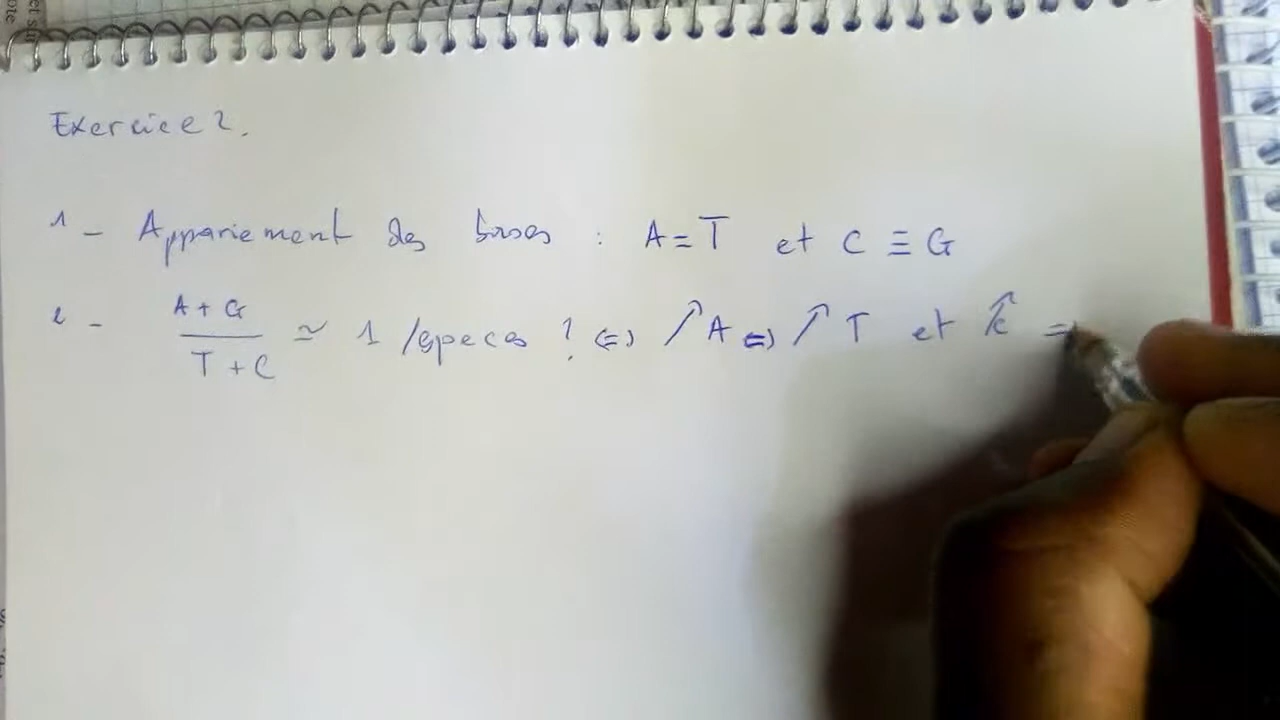 Exercice 2.
1 - Appariement des bases : A = T et C ≡ G
2 - A + G / T + C ≃ 1 /espèces ? <=> ↗ A <=> ↗ T et ↗ C =